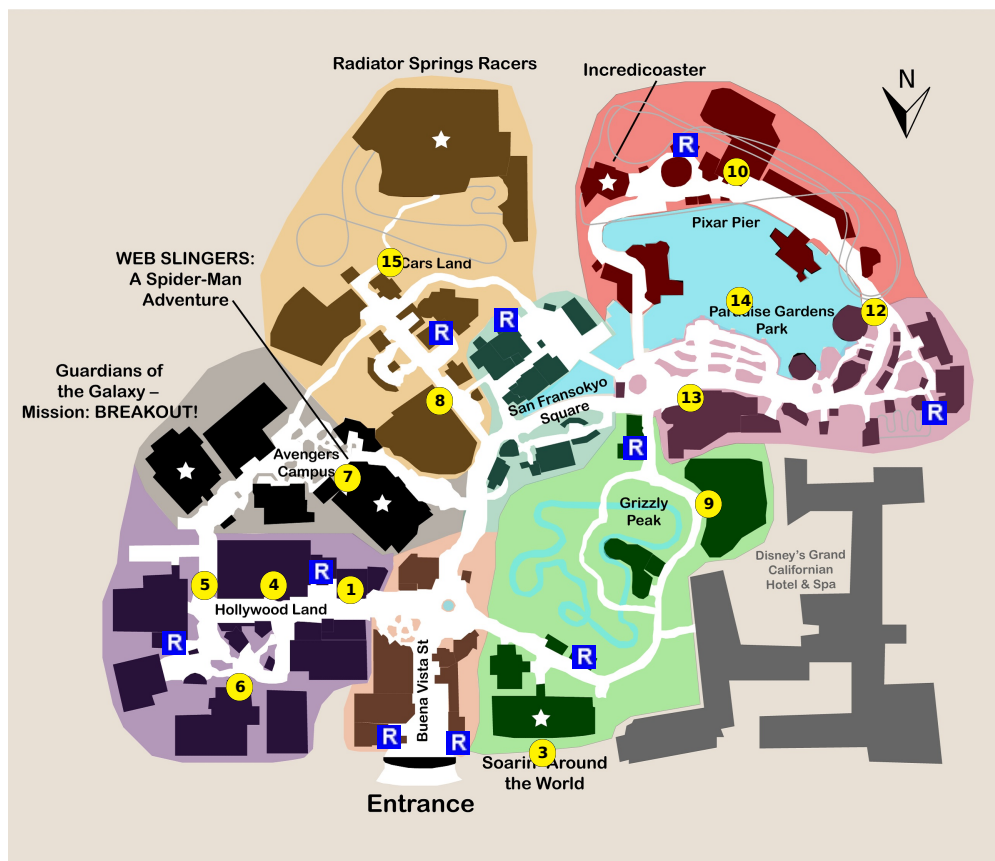 Radiator Springs Racers
Incredicoaster
N
R
10
Pixar Pier
WEB SLINGERS:
A Spider-Man
Adventure
15
Cars Land
14
Paradise Gardens
Park
12
R
R
Guardians of
the Galaxy –
Mission: BREAKOUT!
8
San Fransokyo
Square
13
R
R
Avengers
Campus
7
Grizzly
Peak
9
Disney's Grand
Californian
Hotel & Spa
R
5
4
1
Hollywood Land
R
6
Buena Vista St
R
R
R
3
Soarin' Around
the World
Entrance